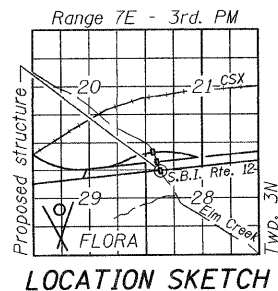 Range 7E - 3rd. PM
20
21 CSX
Proposed structure
S.B.I. Rte. 12
29
28
Elm Creek
FLORA
Twp. 3N
LOCATION SKETCH